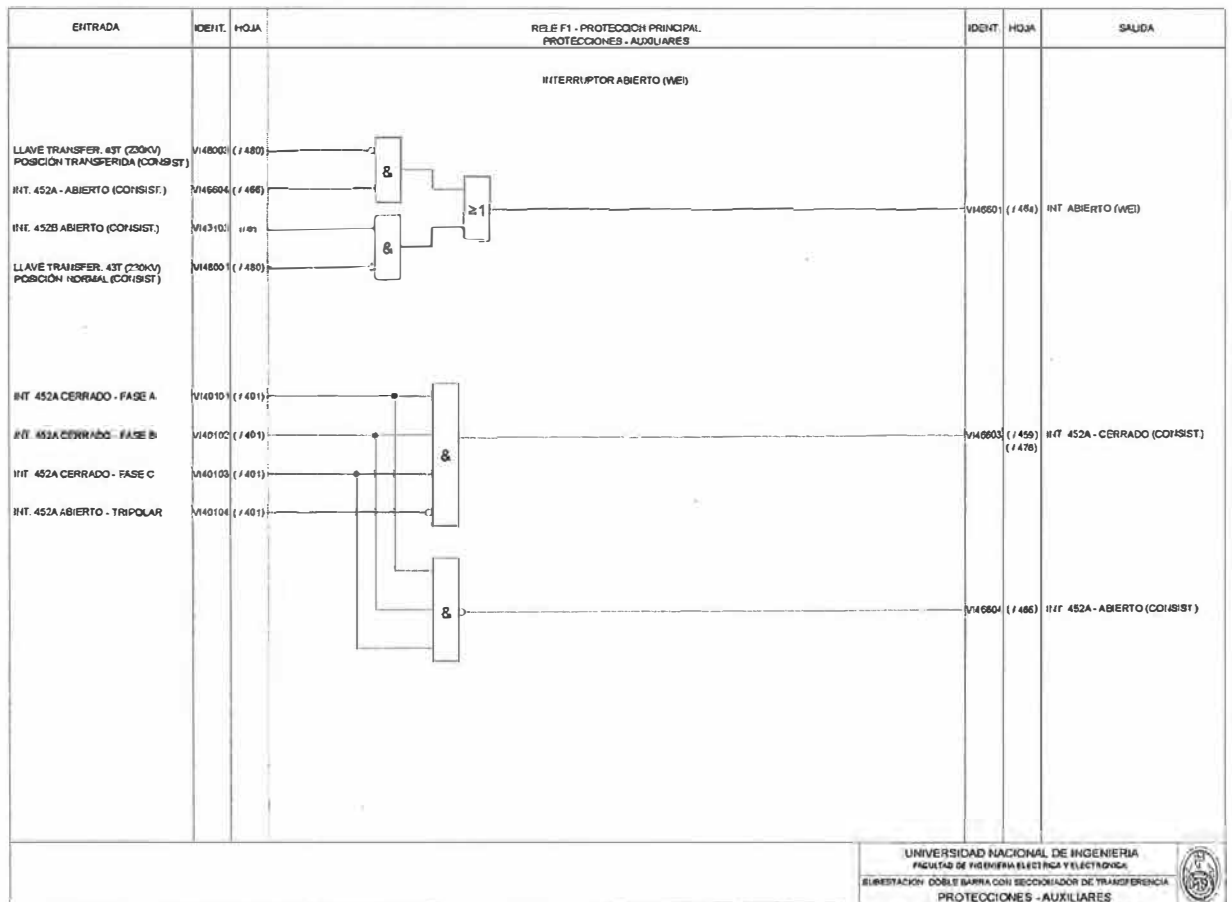 ENTRADA IDENT. HOJA RELE F1 - PROTECCION PRINCIPAL IDENT. HOJA SALIDA
PROTECCIONES - AUXILIARES
INTERRUPTOR ABIERTO (WEI)
LLAVE TRANSFER. 43T (230KV) VI48003 (/480)
POSICIÓN TRANSFERIDA (CONSIST)
&
INT. 452A - ABIERTO (CONSIST.) VI46604 (/466)
≥1
VI46601 (/464) INT ABIERTO (WEI)
INT. 452B ABIERTO (CONSIST.)
&
LLAVE TRANSFER. 43T (230KV) VI48001 (/480)
POSICIÓN NORMAL (CONSIST)
INT 452A CERRADO - FASE A VI40101 (/401)
INT. 452A CERRADO - FASE B VI40102 (/401)
VI46603 (/459) INT 452A - CERRADO (CONSIST.)
(/478)
&
INT 452A CERRADO - FASE C VI40103 (/401)
INT. 452A ABIERTO - TRIPOLAR VI40104 (/401)
&
VI46604 (/466) INT 452A - ABIERTO (CONSIST)
UNIVERSIDAD NACIONAL DE INGENIERIA
FACULTAD DE INGENIERIA ELECTRICA Y ELECTRONICA
SUBESTACION DOBLE BARRA CON SECCIONADOR DE TRANSFERENCIA
PROTECCIONES - AUXILIARES